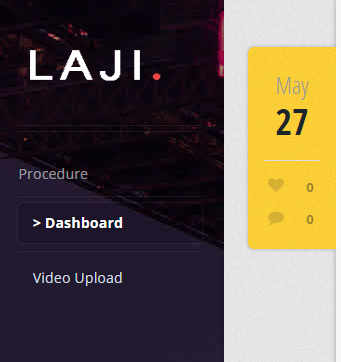 LAJI.
Procedure
> Dashboard
Video Upload
May
27
0
0